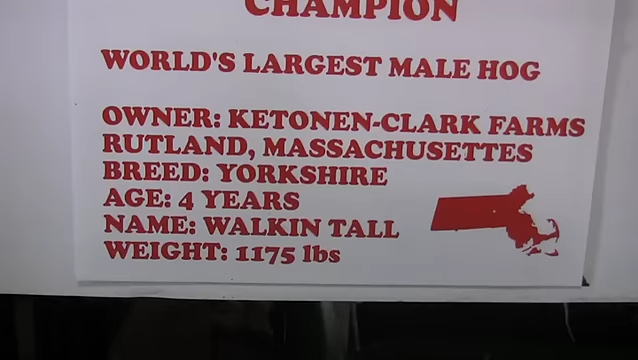 CHAMPION
WORLD'S LARGEST MALE HOG
OWNER: KETONEN-CLARK FARMS
RUTLAND, MASSACHUSETTES
BREED: YORKSHIRE
AGE: 4 YEARS
NAME: WALKIN TALL
WEIGHT: 1175 lbs